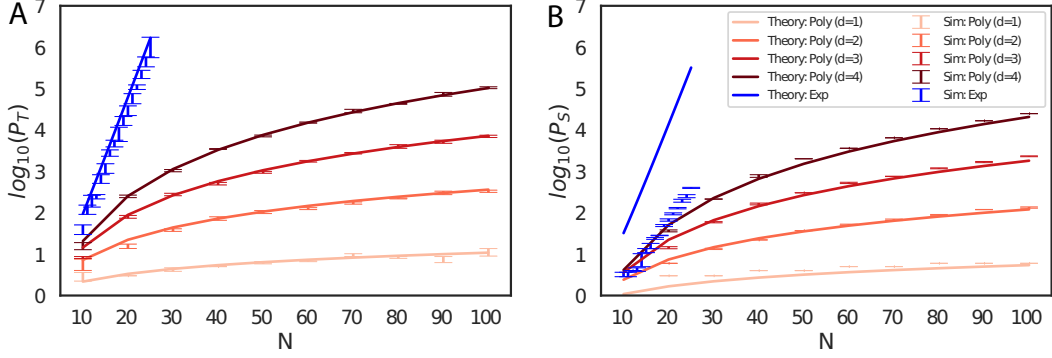 A
log10(PT)
7
6
5
4
3
2
1
0
10 20 30 40 50 60 70 80 90 100
N
B
log10(PS)
7
6
5
4
3
2
1
0
10 20 30 40 50 60 70 80 90 100
N
Theory: Poly (d=1)
Theory: Poly (d=2)
Theory: Poly (d=3)
Theory: Poly (d=4)
Theory: Exp
Sim: Poly (d=1)
Sim: Poly (d=2)
Sim: Poly (d=3)
Sim: Poly (d=4)
Sim: Exp